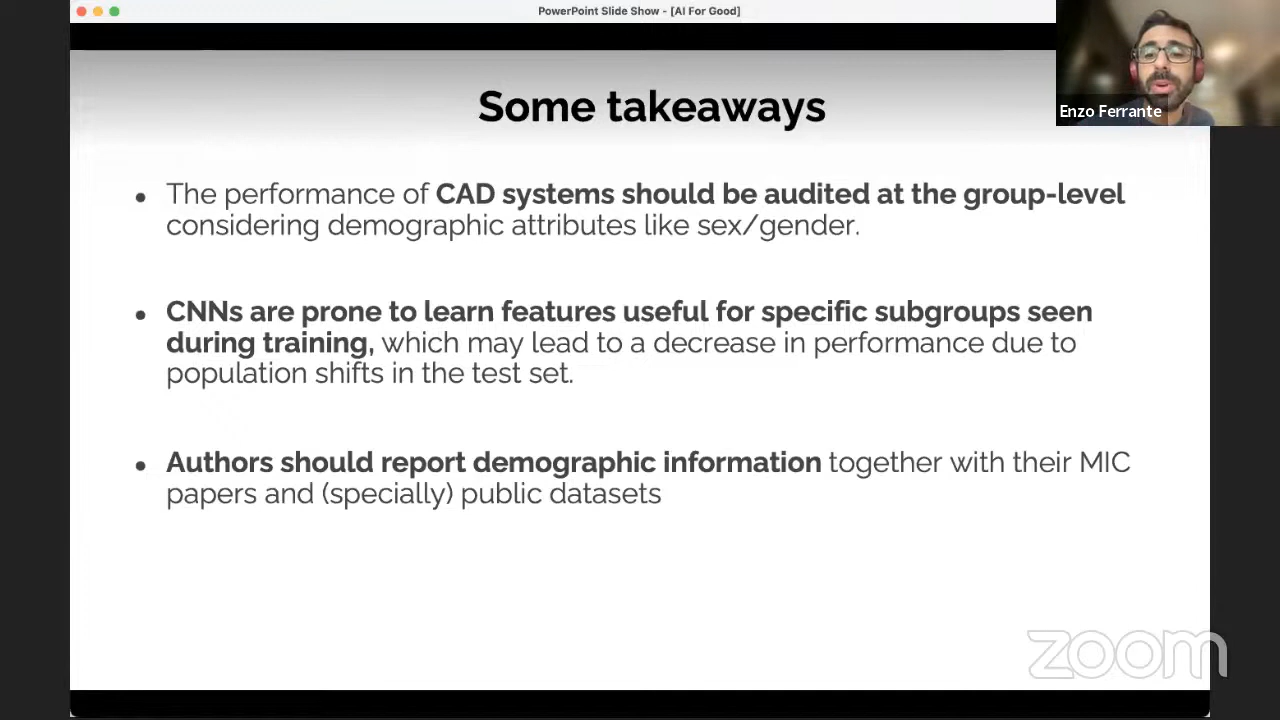 PowerPoint Slide Show - [AI For Good]
Enzo Ferrante
Some takeaways
• The performance of CAD systems should be audited at the group-level
considering demographic attributes like sex/gender.
• CNNs are prone to learn features useful for specific subgroups seen
during training, which may lead to a decrease in performance due to
population shifts in the test set.
• Authors should report demographic information together with their MIC
papers and (specially) public datasets
zoom